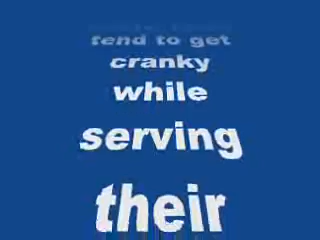 tend to get
cranky
while
serving
their